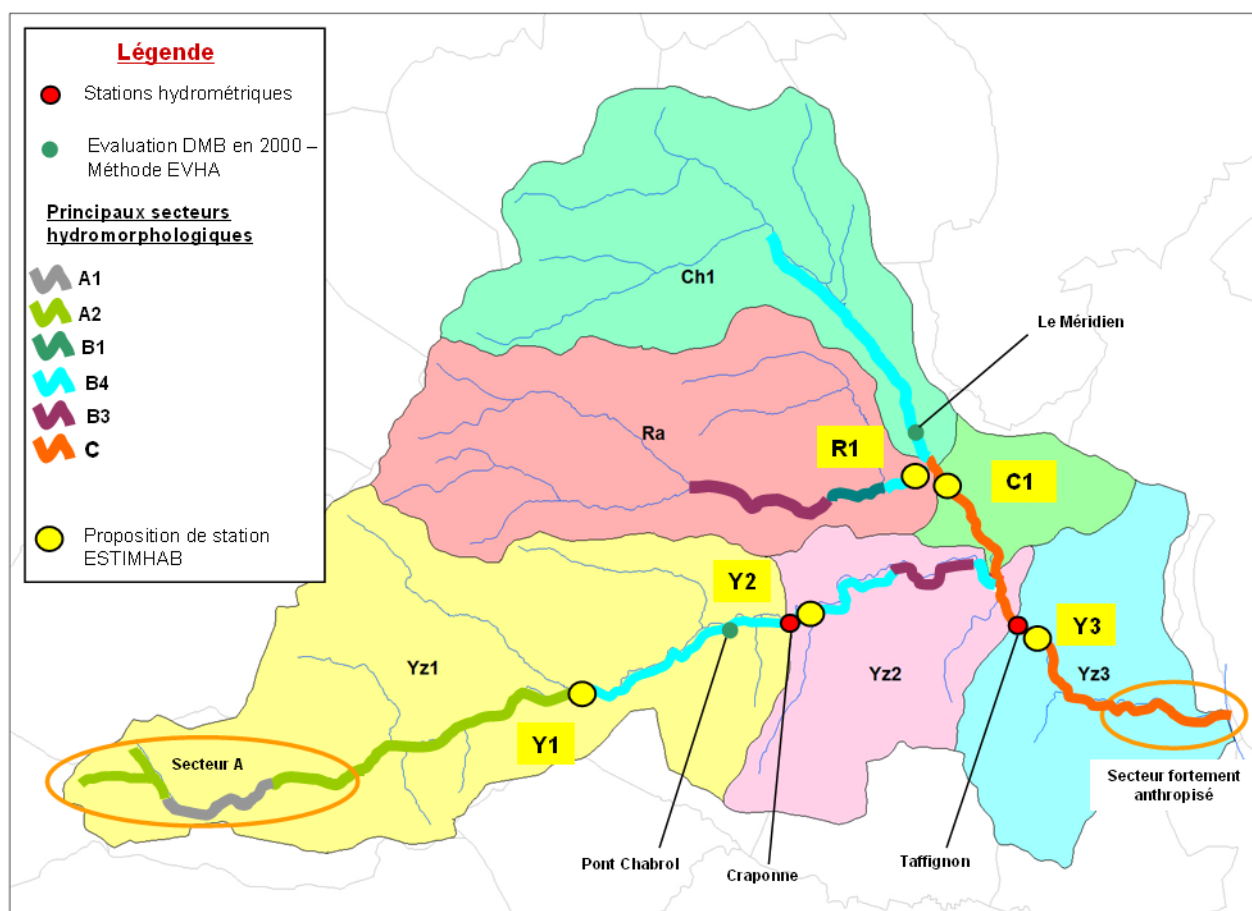 Légende
Stations hydrométriques
Evaluation DMB en 2000 –
Méthode EVHA
Principaux secteurs
hydromorphologiques
A1
A2
B1
B4
B3
C
Proposition de station
ESTIMHAB
Ch1
Le Méridien
Ra
R1
C1
Y2
Y3
Yz1
Yz2
Yz3
Y1
Secteur A
Secteur fortement
anthropisé
Pont Chabrol
Craponne
Taffignon